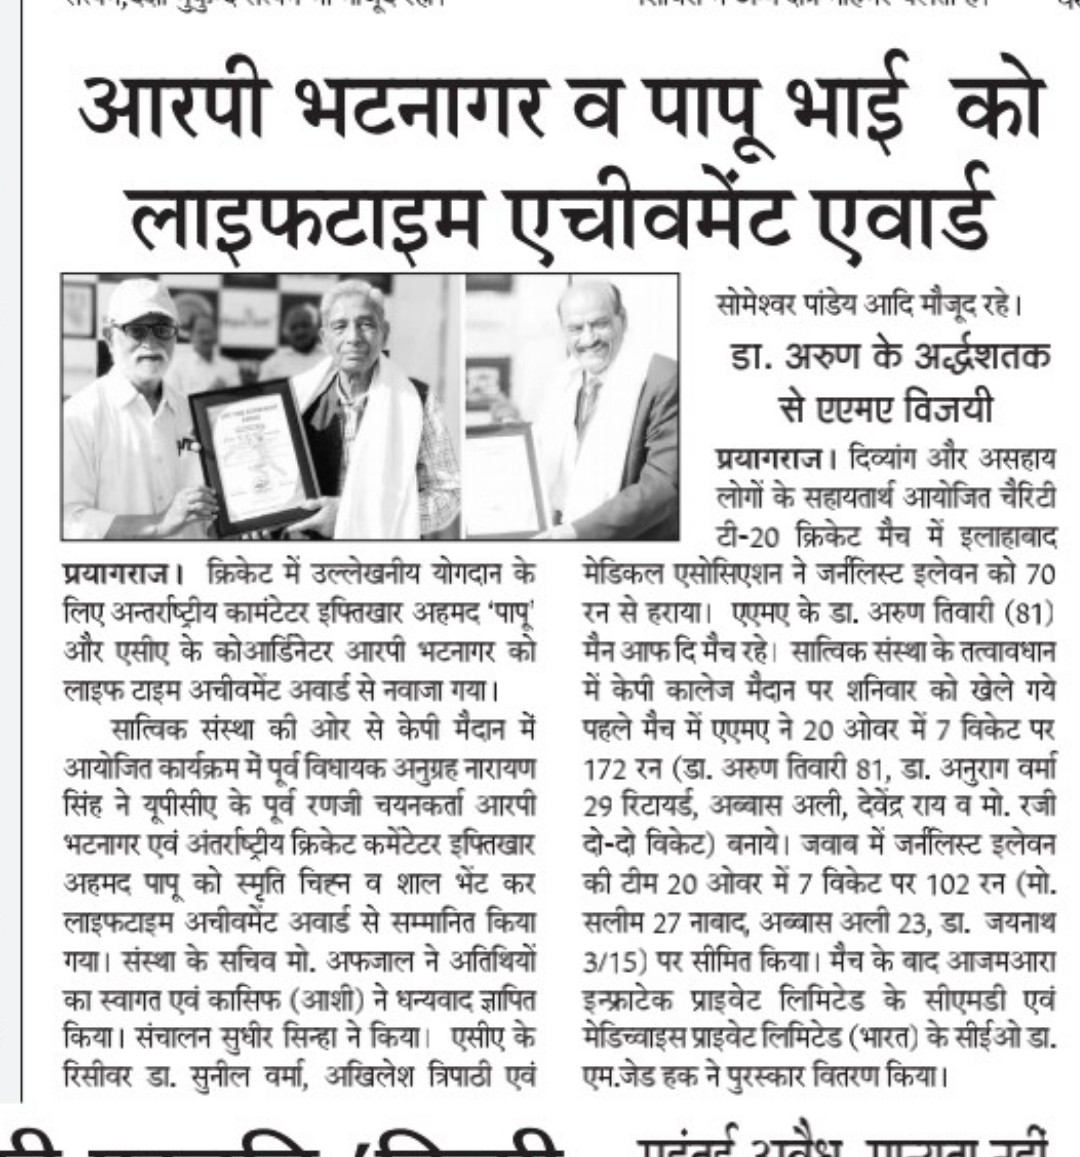 आरपी भटनागर व पापू भाई को
लाइफटाइम एचीवमेंट एवार्ड
प्रयागराज। क्रिकेट में उल्लेखनीय योगदान के
लिए अन्तर्राष्ट्रीय कामंटेटर इफ्तिखार अहमद 'पापू'
और एसीए के कोआर्डिनेटर आरपी भटनागर को
लाइफ टाइम अचीवमेंट अवार्ड से नवाजा गया।
सात्विक संस्था की ओर से केपी मैदान में
आयोजित कार्यक्रम में पूर्व विधायक अनुग्रह नारायण
सिंह ने यूपीसीए के पूर्व रणजी चयनकर्ता आरपी
भटनागर एवं अंतर्राष्ट्रीय क्रिकेट कमेंटेटर इफ्तिखार
अहमद पापू को स्मृति चिह्न व शाल भेंट कर
लाइफटाइम अचीवमेंट अवार्ड से सम्मानित किया
गया। संस्था के सचिव मो. अफजाल ने अतिथियों
का स्वागत एवं कासिफ (आशी) ने धन्यवाद ज्ञापित
किया। संचालन सुधीर सिन्हा ने किया। एसीए के
रिसीवर डा. सुनील वर्मा, अखिलेश त्रिपाठी एवं
सोमेश्वर पांडेय आदि मौजूद रहे।
डा. अरुण के अर्द्धशतक
से एएमए विजयी
प्रयागराज। दिव्यांग और असहाय
लोगों के सहायतार्थ आयोजित चैरिटी
टी-20 क्रिकेट मैच में इलाहाबाद
मेडिकल एसोसिएशन ने जर्नलिस्ट इलेवन को 70
रन से हराया। एएमए के डा. अरुण तिवारी (81)
मैन आफ दि मैच रहे। सात्विक संस्था के तत्वावधान
में केपी कालेज मैदान पर शनिवार को खेले गये
पहले मैच में एएमए ने 20 ओवर में 7 विकेट पर
172 रन (डा. अरुण तिवारी 81, डा. अनुराग वर्मा
29 रिटायर्ड, अब्बास अली, देवेंद्र राय व मो. रजी
दो-दो विकेट) बनाये। जवाब में जर्नलिस्ट इलेवन
की टीम 20 ओवर में 7 विकेट पर 102 रन (मो.
सलीम 27 नाबाद, अब्बास अली 23, डा. जयनाथ
3/15) पर सीमित किया। मैच के बाद आजमआरा
इन्फ्राटेक प्राइवेट लिमिटेड के सीएमडी एवं
मेडिच्वाइस प्राइवेट लिमिटेड (भारत) के सीईओ डा.
एम.जेड हक ने पुरस्कार वितरण किया।